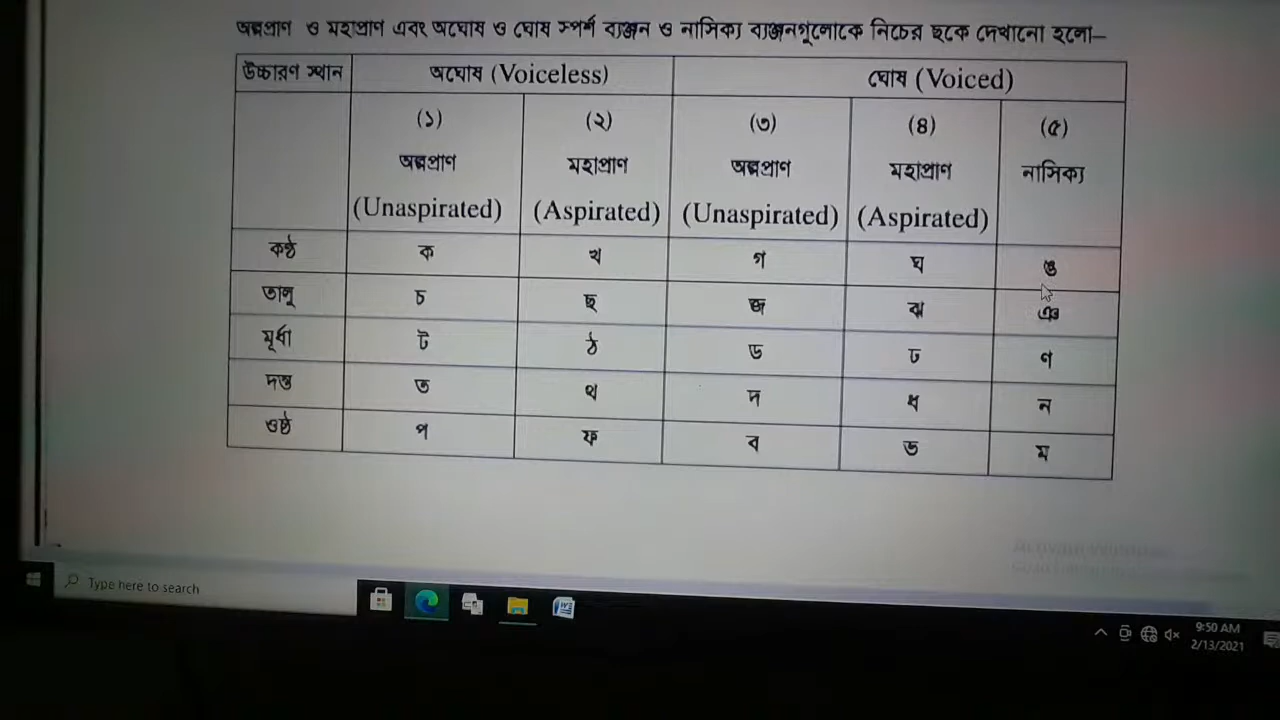 অল্পপ্রাণ ও মহাপ্রাণ এবং অঘোষ ও ঘোষ স্পর্শ ব্যঞ্জন ও নাসিক্য ব্যঞ্জনগুলোকে নিচের ছকে দেখানো হলো—
উচ্চারণ স্থান অঘোষ (Voiceless) ঘোষ (Voiced)
(১) (২) (৩) (৪) (৫)
অল্পপ্রাণ মহাপ্রাণ অল্পপ্রাণ মহাপ্রাণ নাসিক্য
(Unaspirated) (Aspirated) (Unaspirated) (Aspirated)
কণ্ঠ ক খ গ ঘ ঙ
তালু চ ছ জ ঝ ঞ
মূর্ধা ট ঠ ড ঢ ণ
দন্ত ত থ দ ধ ন
ওষ্ঠ প ফ ব ভ ম
Type here to search
9:50 AM
2/13/2021